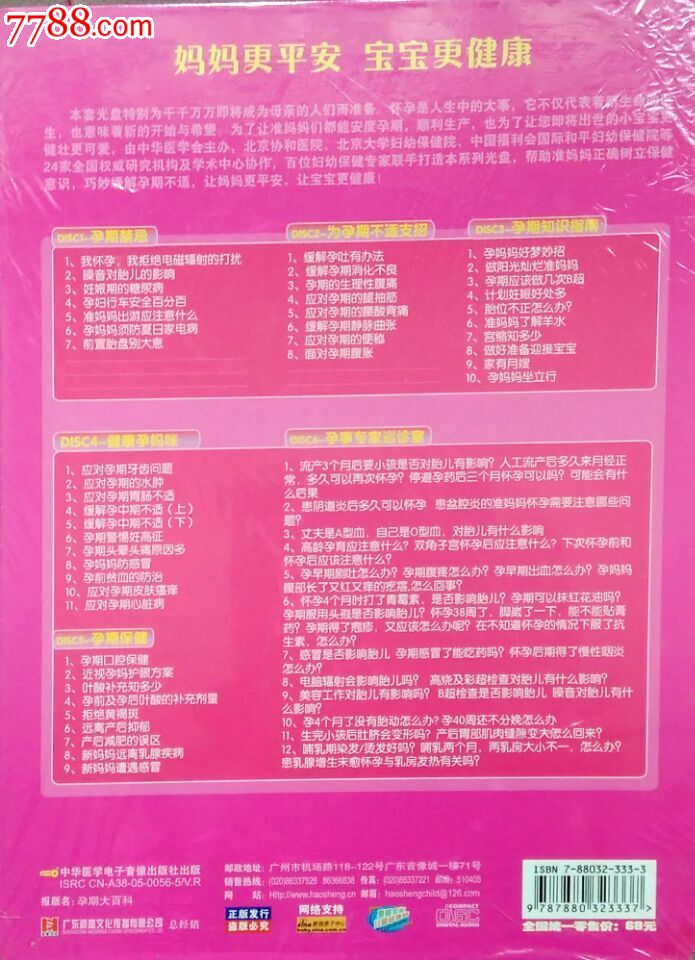 7788.com
妈妈更平安 宝宝更健康
本套光盘特别为千千万万即将成为母亲的人们而准备。怀孕是人生中的大事，它不仅代表着新生命的
生，也意味着新的开始与希望。为了让准妈妈们都能安度孕期，顺利生产，也为了让您即将出世的小宝宝更
健壮更可爱，由中华医学会主办，北京协和医院、北京大学妇幼保健院、中国福利会国际和平妇幼保健院等
24家全国权威研究机构及学术中心协作，百位妇幼保健专家联手打造本系列光盘，帮助准妈妈正确树立保健
意识，巧妙缓解孕期不适，让妈妈更平安，让宝宝更健康！
DISC1-孕期禁忌
1、我怀孕，我拒绝电磁辐射的打扰
2、噪音对胎儿的影响
3、妊娠期的糖尿病
4、孕妇行车安全百分百
5、准妈妈出游应注意什么
6、孕妈妈须防夏日家电病
7、前置胎盘别大意
DISC2-为孕期不适支招
1、缓解孕吐有办法
2、缓解孕期消化不良
3、孕期的生理性腹痛
4、应对孕期的腿抽筋
5、应对孕期的腰酸背痛
6、缓解孕期静脉曲张
7、应对孕期的便秘
8、面对孕期腹胀
DISC3-孕期知识指南
1、孕妈妈好梦妙招
2、做阳光灿烂准妈妈
3、孕期应该做几次B超
4、计划妊娠好处多
5、胎位不正怎么办？
6、准妈妈了解羊水
7、宫缩知多少
8、做好准备迎接宝宝
9、家有月嫂
10、孕妈妈坐立行
DISC4-健康孕妈咪
1、应对孕期牙齿问题
2、应对孕期的水肿
3、应对孕期胃肠不适
4、缓解孕中期不适（上）
5、缓解孕中期不适（下）
6、孕期警惕妊高征
7、孕期头晕头痛原因多
8、孕妈妈防感冒
9、孕前贫血的防治
10、应对孕期皮肤瘙痒
11、应对孕期心脏病
DISC5-孕期保健
1、孕期口腔保健
2、近视孕妈护眼方案
3、叶酸补充知多少
4、孕前及孕后叶酸的补充剂量
5、拒绝黄褐斑
6、远离产后抑郁
7、产后减肥的误区
8、新妈妈远离乳腺疾病
9、新妈妈遭遇感冒
DISC6-孕事专家巡诊室
1、流产3个月后要小孩是否对胎儿有影响？人工流产后多久来月经正
常，多久可以再次怀孕？停避孕药后三个月怀孕可以吗？可能会有什
么后果
2、患阴道炎后多久可以怀孕 患盆腔炎的准妈妈怀孕需要注意哪些问
题？
3、丈夫是A型血，自己是O型血，对胎儿有什么影响
4、高龄孕育应注意什么？双角子宫怀孕后应注意什么？下次怀孕前和
怀孕后应该注意什么？
5、孕早期剧吐怎么办？孕期腹疼怎么办？孕早期出血怎么办？孕妈妈
腹部长了又红又痒的疙瘩，怎么回事？
6、怀孕4个月时打了青霉素，是否影响胎儿？孕期可以抹红花油吗？
孕期服用头孢是否影响胎儿？怀孕38周了，脚崴了一下，能不能贴膏
药？孕期得了疱疹，又应该怎么办呢？在不知道怀孕的情况下服了抗
生素，怎么办？
7、感冒是否影响胎儿 孕期感冒了能吃药吗？怀孕后期得了慢性咽炎
怎么办？
8、电脑辐射会影响胎儿吗？ 高烧及彩超检查对胎儿有什么影响？
9、美容工作对胎儿有影响吗？B超检查是否影响胎儿 噪音对胎儿有什
么影响？
10、孕4个月了没有胎动怎么办？孕40周还不分娩怎么办
11、生完小孩后肚脐会变形吗？产后背部肌肉缝隙变大怎么回来？
12、哺乳期染发/烫发好吗？哺乳两个月，两乳房大小不一，怎么办？
患乳腺增生末愈怀孕与乳房发热有关吗？
中华医学电子音像出版社出版
ISRC CN-A38-05-0056-5/V.R
报版名：孕期大百科
总经销
邮政地址：广州市机场路118-122号广东音像城一楼71号
销售热线：(020)86337528 86366838 传真：(020)86337221 邮编：510405
网 站：Http://www.haosheng.cn 邮箱：haoshengchild@126.com
正版发行
盗版必究
网络支持
COMPACT
DIGITAL AUDIO
ISBN 7-88032-333-3
9 787880 323337
全国统一零售价：68元